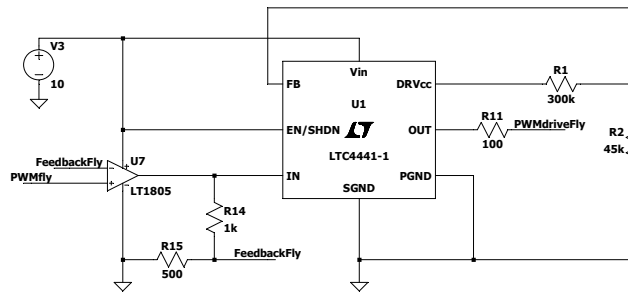 V3
10
FB
Vin
DRVcc
R1
300k
U1
EN/SHDN
OUT
R11
100
PWMdriveFly
R2
45k
LTC4441-1
FeedbackFly
U7
PWMfly
LT1805
IN
PGND
SGND
R14
1k
R15
500
FeedbackFly